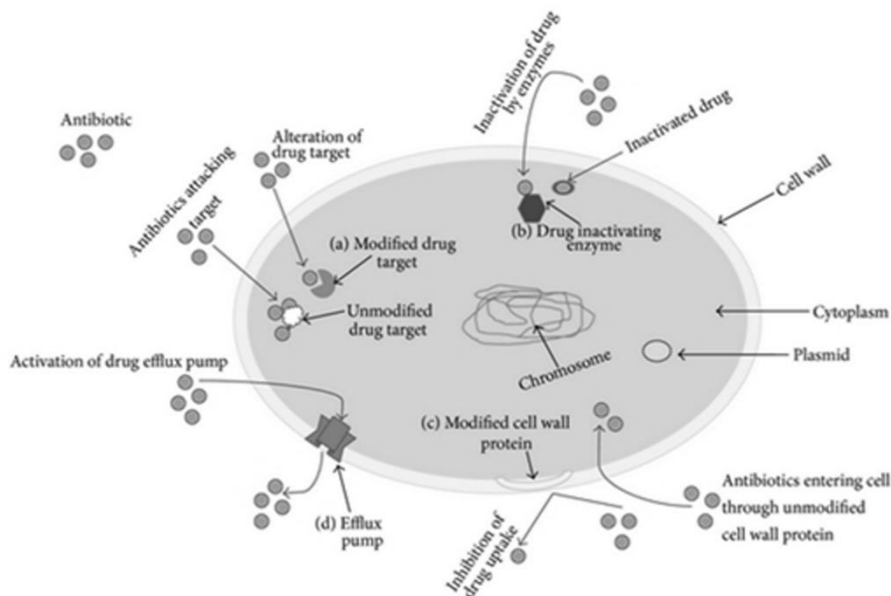 Antibiotic
Antibiotics attacking
target
Alteration of
drug target
Inactivation of drug
by enzymes
Inactivated drug
Cell wall
(a) Modified drug
target
(b) Drug inactivating
enzyme
Unmodified
drug target
Cytoplasm
Plasmid
Chromosome
Activation of drug efflux pump
(c) Modified cell wall
protein
(d) Efflux
pump
Inhibition of
drug uptake
Antibiotics entering cell
through unmodified
cell wall protein